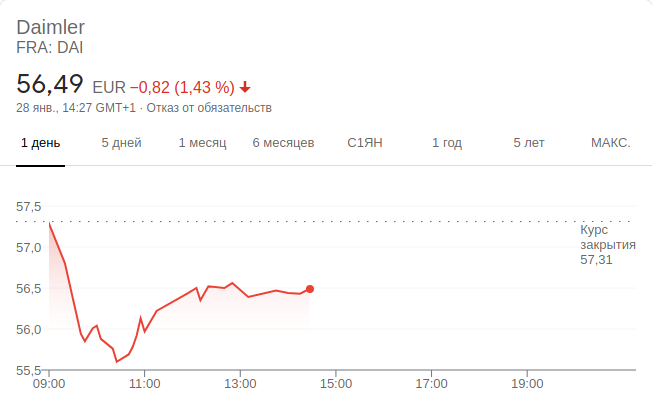 Daimler
FRA: DAI
56,49 EUR −0,82 (1,43 %)
28 янв., 14:27 GMT+1 · Отказ от обязательств
1 день 5 дней 1 месяц 6 месяцев С1ЯН 1 год 5 лет МАКС.
57,5
Курс
закрытия
57,31
57,0
56,5
56,0
55,5
09:00 11:00 13:00 15:00 17:00 19:00